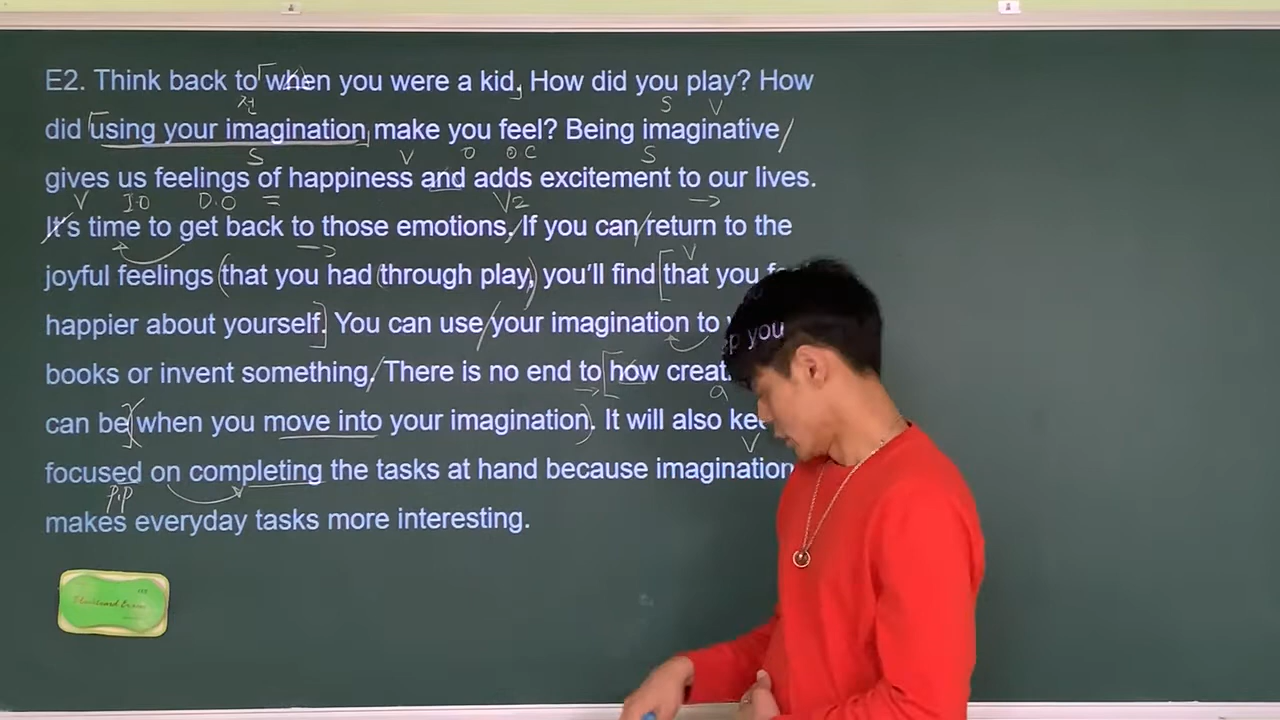 E2. Think back to when you were a kid. How did you play? How
S V
did using your imagination make you feel? Being imaginative
S V O O C S
gives us feelings of happiness and adds excitement to our lives.
V I.O D.O V2
It's time to get back to those emotions. If you can return to the
V
joyful feelings that you had through play, you'll find that you
happier about yourself. You can use your imagination to
ep you
books or invent something. There is no end to how creat
a
can be when you move into your imagination. It will also ke
V
focused on completing the tasks at hand because imagination
P.P
makes everyday tasks more interesting.